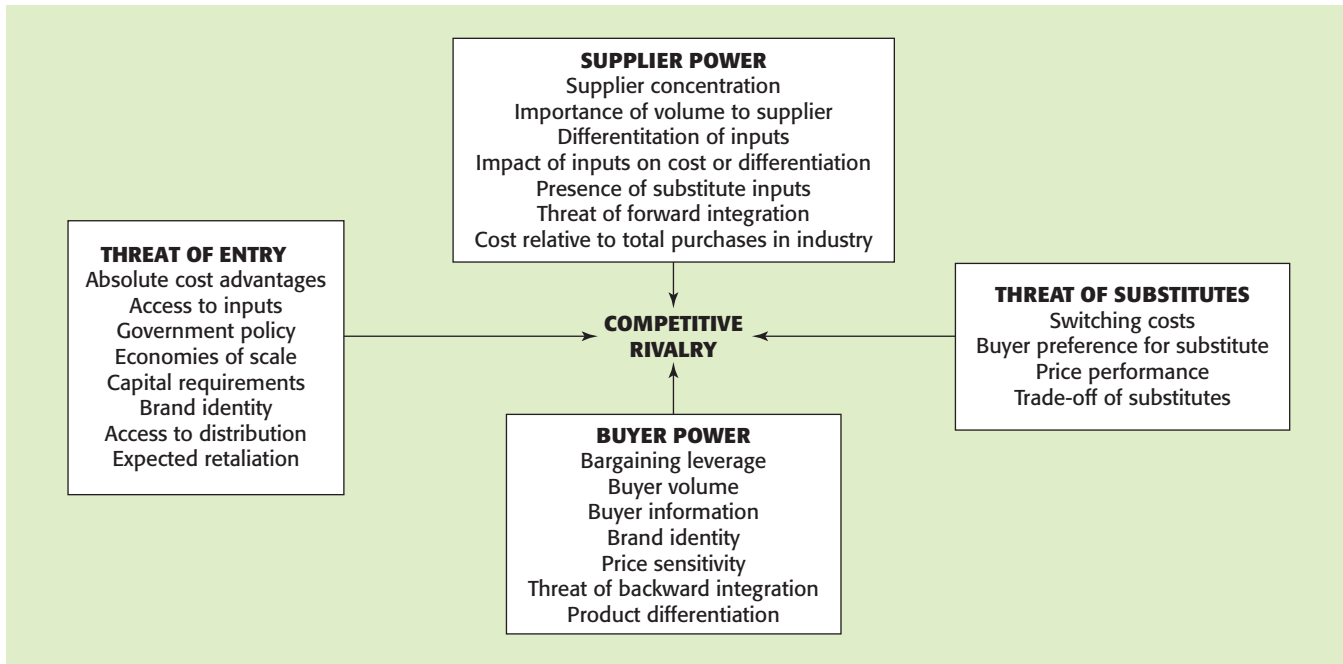 SUPPLIER POWER
Supplier concentration
Importance of volume to supplier
Differentitation of inputs
Impact of inputs on cost or differentiation
Presence of substitute inputs
Threat of forward integration
Cost relative to total purchases in industry
THREAT OF ENTRY
Absolute cost advantages
Access to inputs
Government policy
Economies of scale
Capital requirements
Brand identity
Access to distribution
Expected retaliation
COMPETITIVE
RIVALRY
THREAT OF SUBSTITUTES
Switching costs
Buyer preference for substitute
Price performance
Trade-off of substitutes
BUYER POWER
Bargaining leverage
Buyer volume
Buyer information
Brand identity
Price sensitivity
Threat of backward integration
Product differentiation